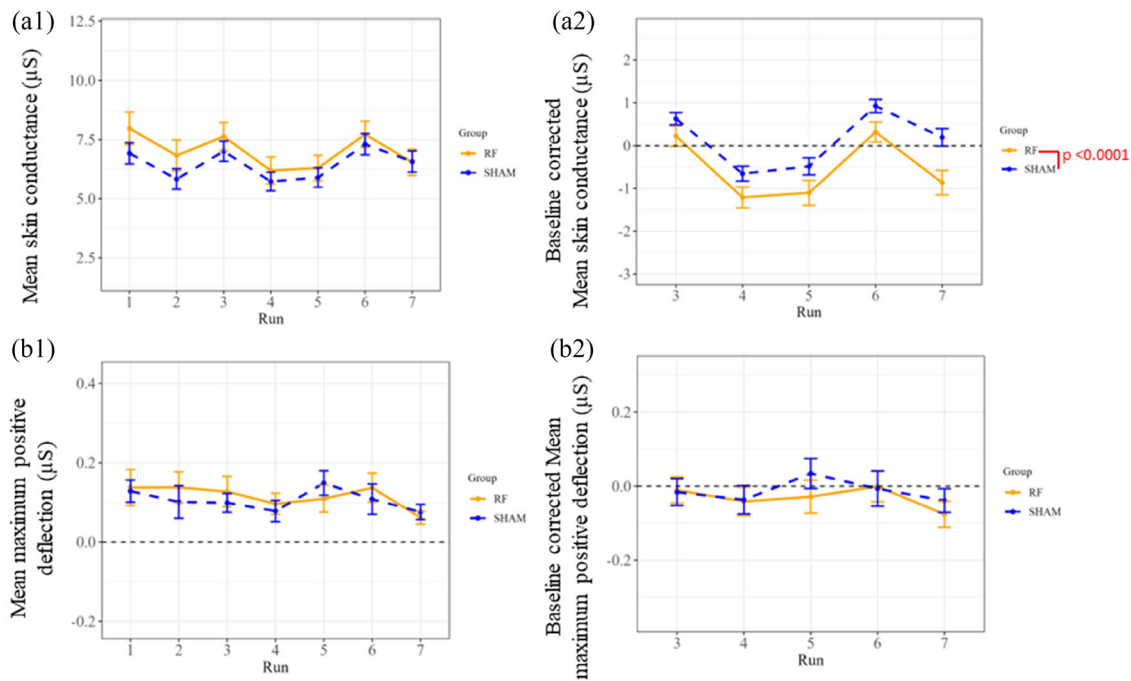 (a1)
Mean skin conductance (µS)
12.5
10.0
7.5
5.0
2.5
1 2 3 4 5 6 7
Run
Group
RF
SHAM
(a2)
Baseline corrected
Mean skin conductance (µS)
2
1
0
-1
-2
-3
3 4 5 6 7
Run
Group
RF
SHAM
p <0.0001
(b1)
Mean maximum positive
deflection (µS)
0.4
0.2
0.0
-0.2
1 2 3 4 5 6 7
Run
Group
RF
SHAM
(b2)
Baseline corrected Mean
maximum positive deflection (µS)
0.2
0.0
-0.2
3 4 5 6 7
Run
Group
RF
SHAM